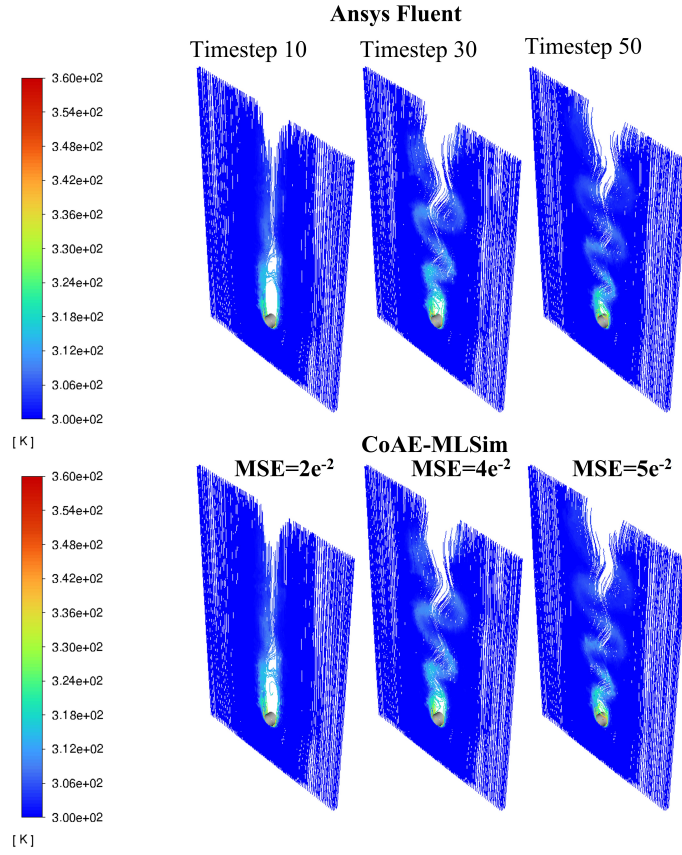 Ansys Fluent
Timestep 10 Timestep 30 Timestep 50
3.60e+02
3.54e+02
3.48e+02
3.42e+02
3.36e+02
3.30e+02
3.24e+02
3.18e+02
3.12e+02
3.06e+02
3.00e+02
[ K ]
CoAE-MLSim
MSE=2e⁻² MSE=4e⁻² MSE=5e⁻²
3.60e+02
3.54e+02
3.48e+02
3.42e+02
3.36e+02
3.30e+02
3.24e+02
3.18e+02
3.12e+02
3.06e+02
3.00e+02
[ K ]